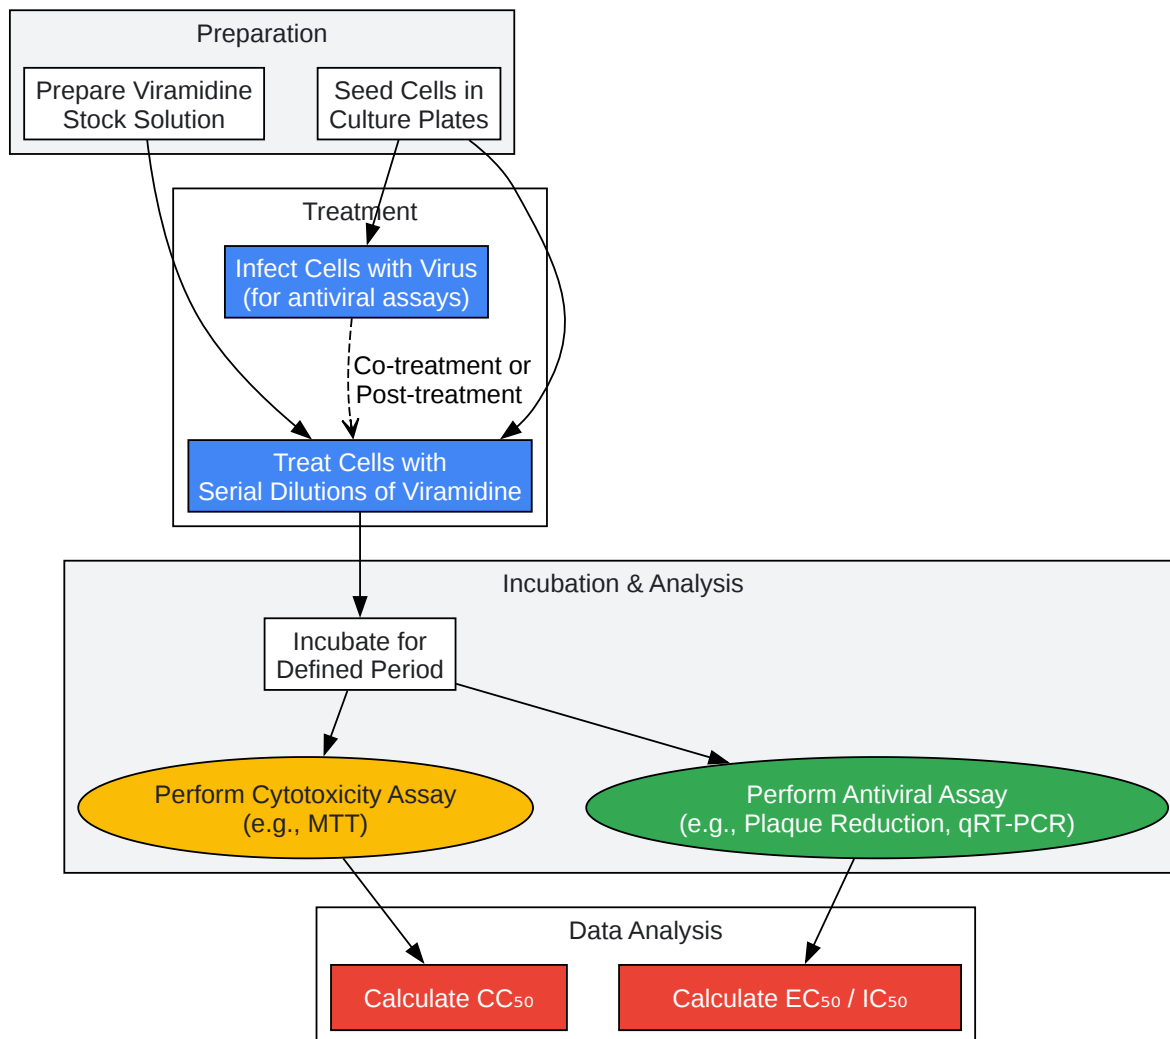 Preparation
Prepare Viramidine
Stock Solution
Seed Cells in
Culture Plates
Treatment
Infect Cells with Virus
(for antiviral assays)
Co-treatment or
Post-treatment
Treat Cells with
Serial Dilutions of Viramidine
Incubation & Analysis
Incubate for
Defined Period
Perform Cytotoxicity Assay
(e.g., MTT)
Perform Antiviral Assay
(e.g., Plaque Reduction, qRT-PCR)
Data Analysis
Calculate CC₅₀
Calculate EC₅₀ / IC₅₀